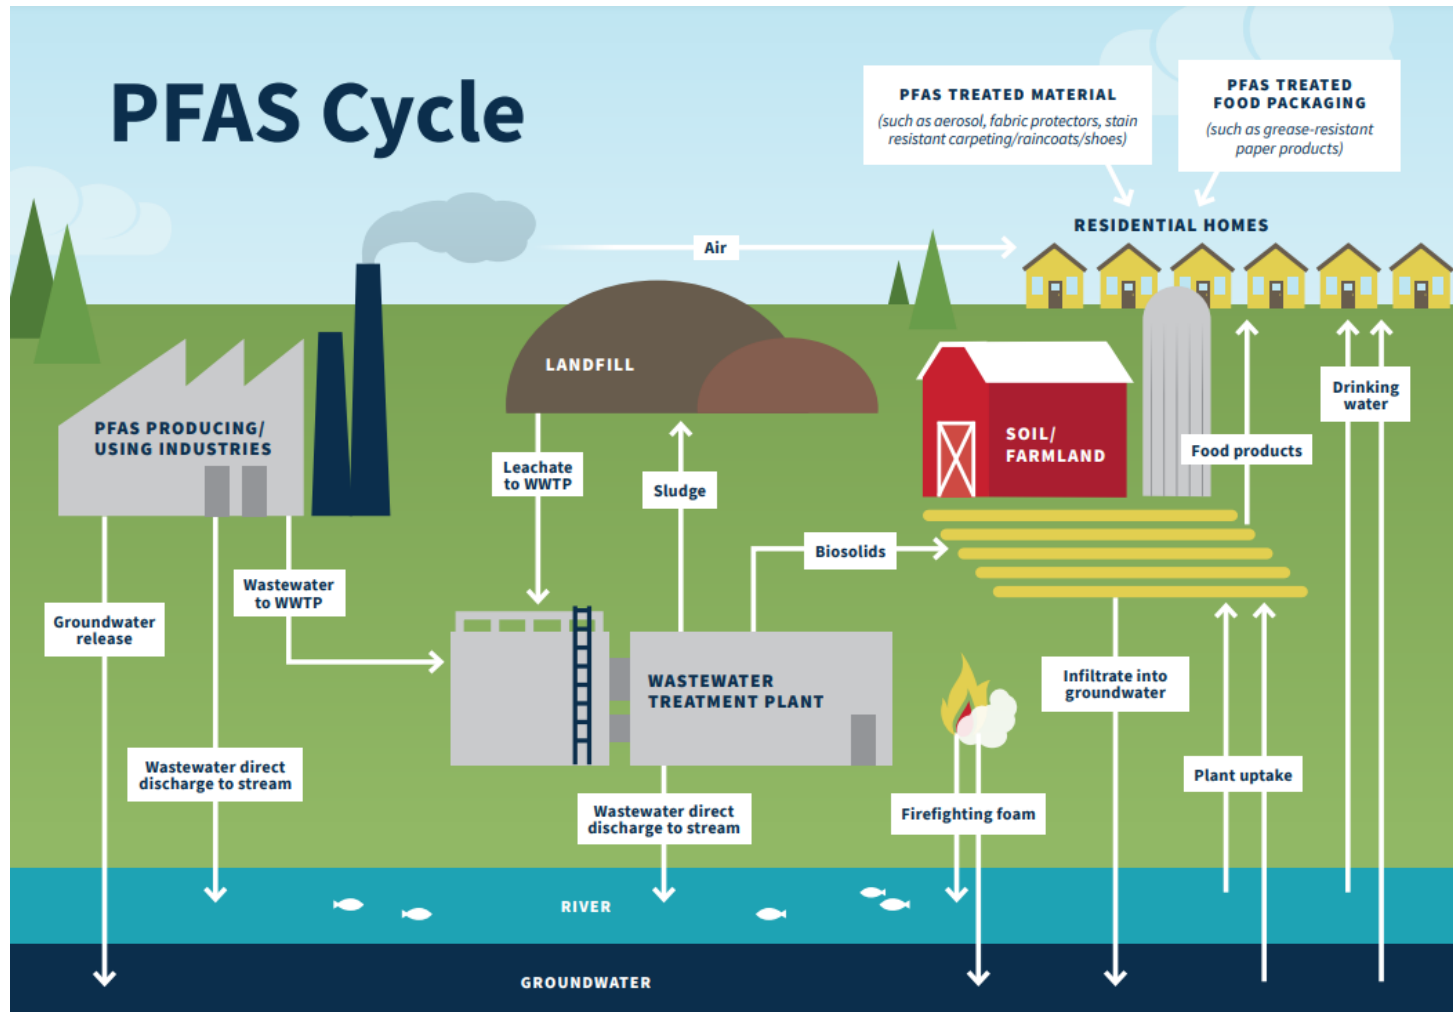 PFAS Cycle
PFAS TREATED MATERIAL
(such as aerosol, fabric protectors, stain
resistant carpeting/raincoats/shoes)
PFAS TREATED
FOOD PACKAGING
(such as grease-resistant
paper products)
RESIDENTIAL HOMES
Air
LANDFILL
PFAS PRODUCING/
USING INDUSTRIES
SOIL/
FARMLAND
Drinking
water
Food products
Leachate
to WWTP
Sludge
Biosolids
Wastewater
to WWTP
Groundwater
release
WASTEWATER
TREATMENT PLANT
Infiltrate into
groundwater
Wastewater direct
discharge to stream
Plant uptake
Wastewater direct
discharge to stream
Firefighting foam
RIVER
GROUNDWATER